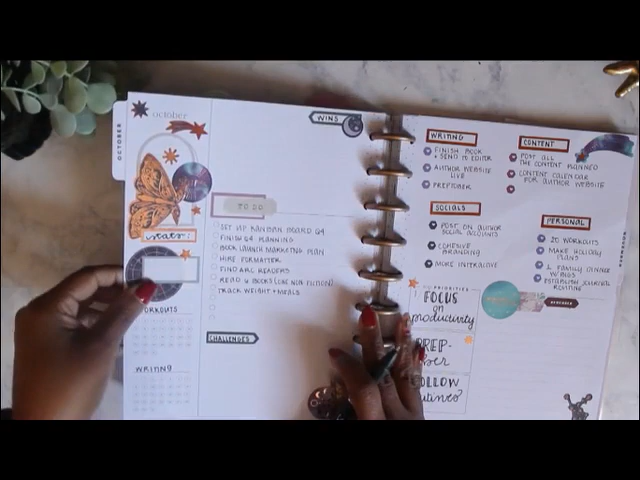 OCTOBER
october
WINS
stats:
WORKOUTS
WRITING
TO DO
SET UP KANBAN BOARD Q4
FINISH Q4 PLANNING
BOOK LAUNCH MARKETING PLAN
HIRE FORMATTER
FIND ARC READERS
READ 6 BOOKS (ONE NON FICTION)
TRACK WEIGHT + MEALS
CHALLENGES
WRITING
FINISH BOOK
+ SEND TO EDITOR
AUTHOR WEBSITE
LIVE
PREPTOBER
CONTENT
POST ALL
THE CONTENT PLANNED
CONTENT CALENDAR
FOR AUTHOR WEBSITE
SOCIALS
POST ON AUTHOR
SOCIAL ACCOUNTS
COHESIVE
BRANDING
MORE INTERACTIVE
PERSONAL
20 WORKOUTS
MAKE HOLIDAY
PLANS
FAMILY DINNER
ESTABLISH JOURNAL
ROUTINE
PRIORITIES
FOCUS
on
productivity
PREP-
FOLLOW
REMEMBER